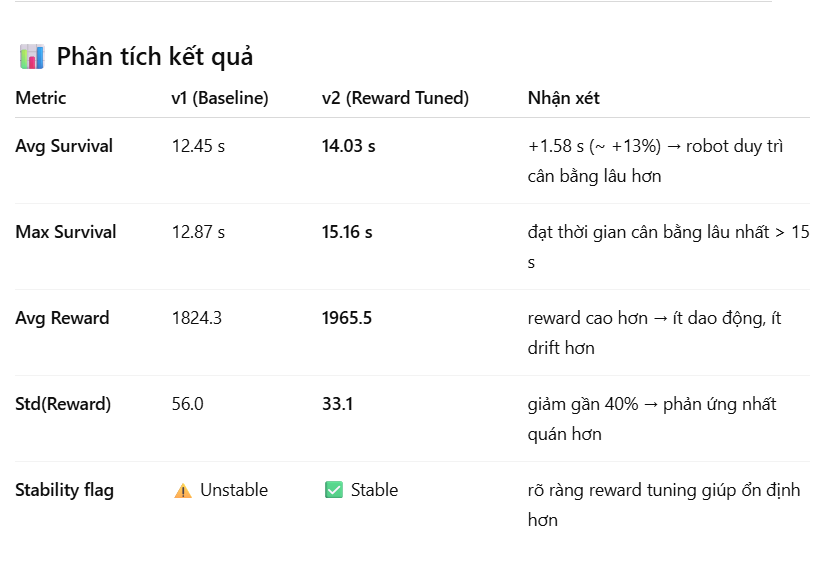 📊 Phân tích kết quả
Metric v1 (Baseline) v2 (Reward Tuned) Nhận xét
Avg Survival 12.45 s 14.03 s +1.58 s (~ +13%) → robot duy trì
cân bằng lâu hơn
Max Survival 12.87 s 15.16 s đạt thời gian cân bằng lâu nhất > 15
s
Avg Reward 1824.3 1965.5 reward cao hơn → ít dao động, ít
drift hơn
Std(Reward) 56.0 33.1 giảm gần 40% → phản ứng nhất
quán hơn
Stability flag ⚠️ Unstable ✅ Stable rõ ràng reward tuning giúp ổn định
hơn